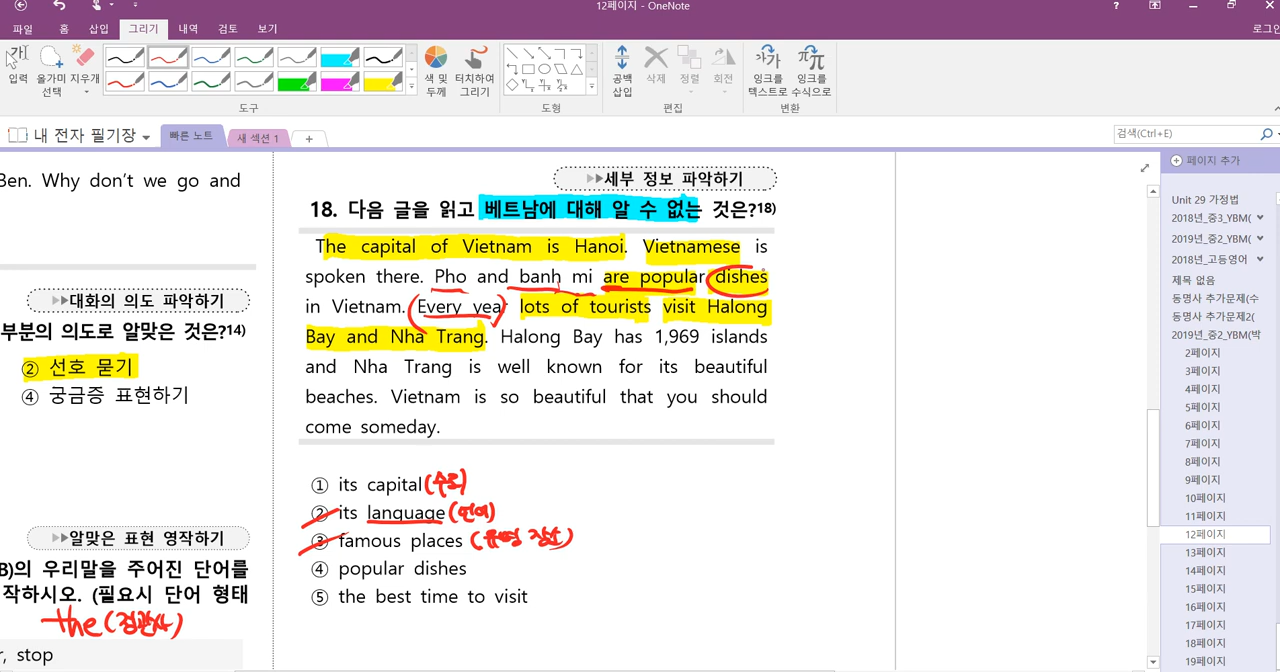 12페이지 - OneNote
?
파일 홈 삽입 그리기 내역 검토 보기
로그인
입력
올가미 선택
지우개
색 및 두께
터치하여 그리기
공백 삽입
삭제
정렬
회전
잉크를 텍스트로
잉크를 수식으로
도구
도형
편집
변환
내 전자 필기장
빠른 노트
새 섹션 1
+
검색(Ctrl+E)
Ben. Why don't we go and
▶▶대화의 의도 파악하기
부분의 의도로 알맞은 것은?14)
② 선호 묻기
④ 궁금증 표현하기
▶▶알맞은 표현 영작하기
B)의 우리말을 주어진 단어를
작하시오. (필요시 단어 형태
the (정관사)
r, stop
▶▶세부 정보 파악하기
18. 다음 글을 읽고 베트남에 대해 알 수 없는 것은?18)
The capital of Vietnam is Hanoi. Vietnamese is
spoken there. Pho and banh mi are popular dishes
in Vietnam. Every year lots of tourists visit Halong
Bay and Nha Trang. Halong Bay has 1,969 islands
and Nha Trang is well known for its beautiful
beaches. Vietnam is so beautiful that you should
come someday.
① its capital (수도)
② its language (언어)
③ famous places (유명 장소)
④ popular dishes
⑤ the best time to visit
페이지 추가
Unit 29 가정법
2018년_중3_YBM(
2019년_중2_YBM(
2018년_고등영어
제목 없음
동명사 추가문제(수
동명사 추가문제2(
2019년_중2_YBM(박
2페이지
3페이지
4페이지
5페이지
6페이지
7페이지
8페이지
9페이지
10페이지
11페이지
12페이지
13페이지
14페이지
15페이지
16페이지
17페이지
18페이지
19페이지